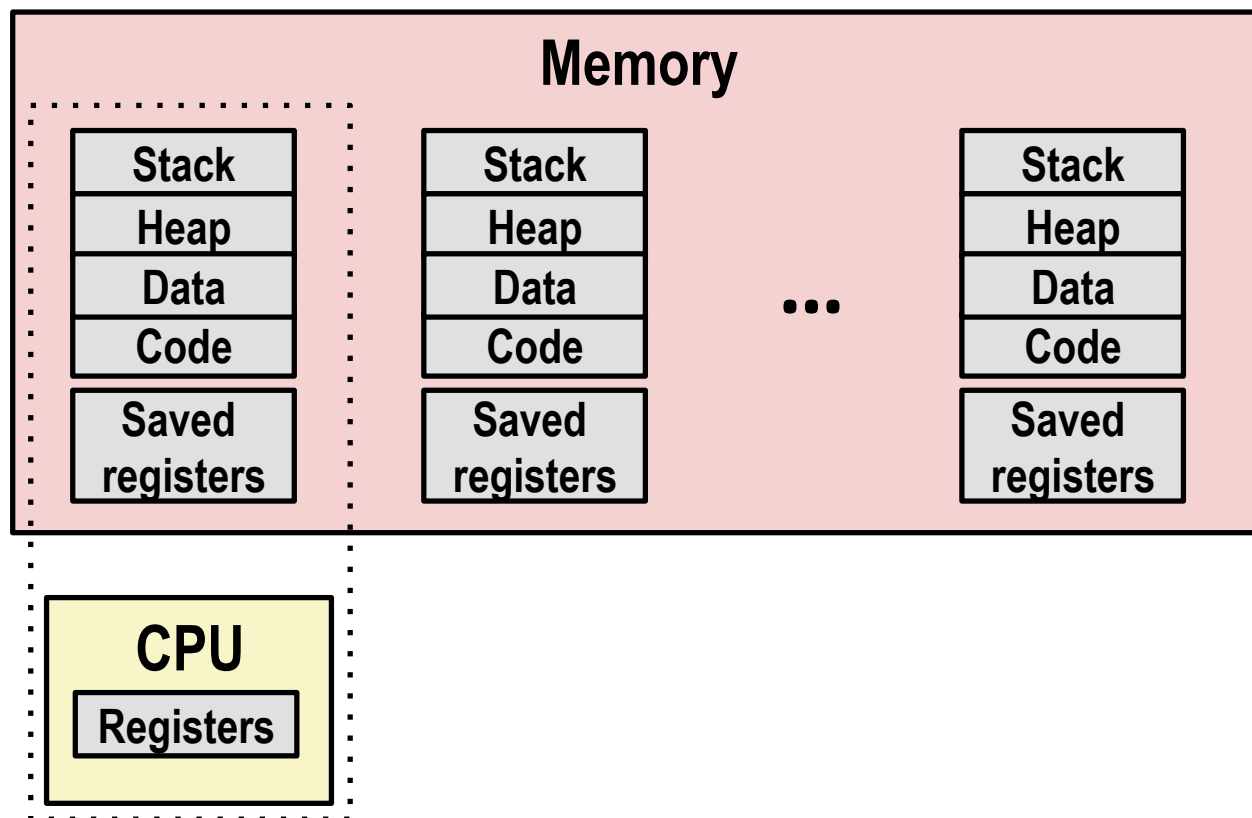 Memory
Stack
Heap
Data
Code
Saved
registers
Stack
Heap
Data
Code
Saved
registers
...
Stack
Heap
Data
Code
Saved
registers
CPU
Registers